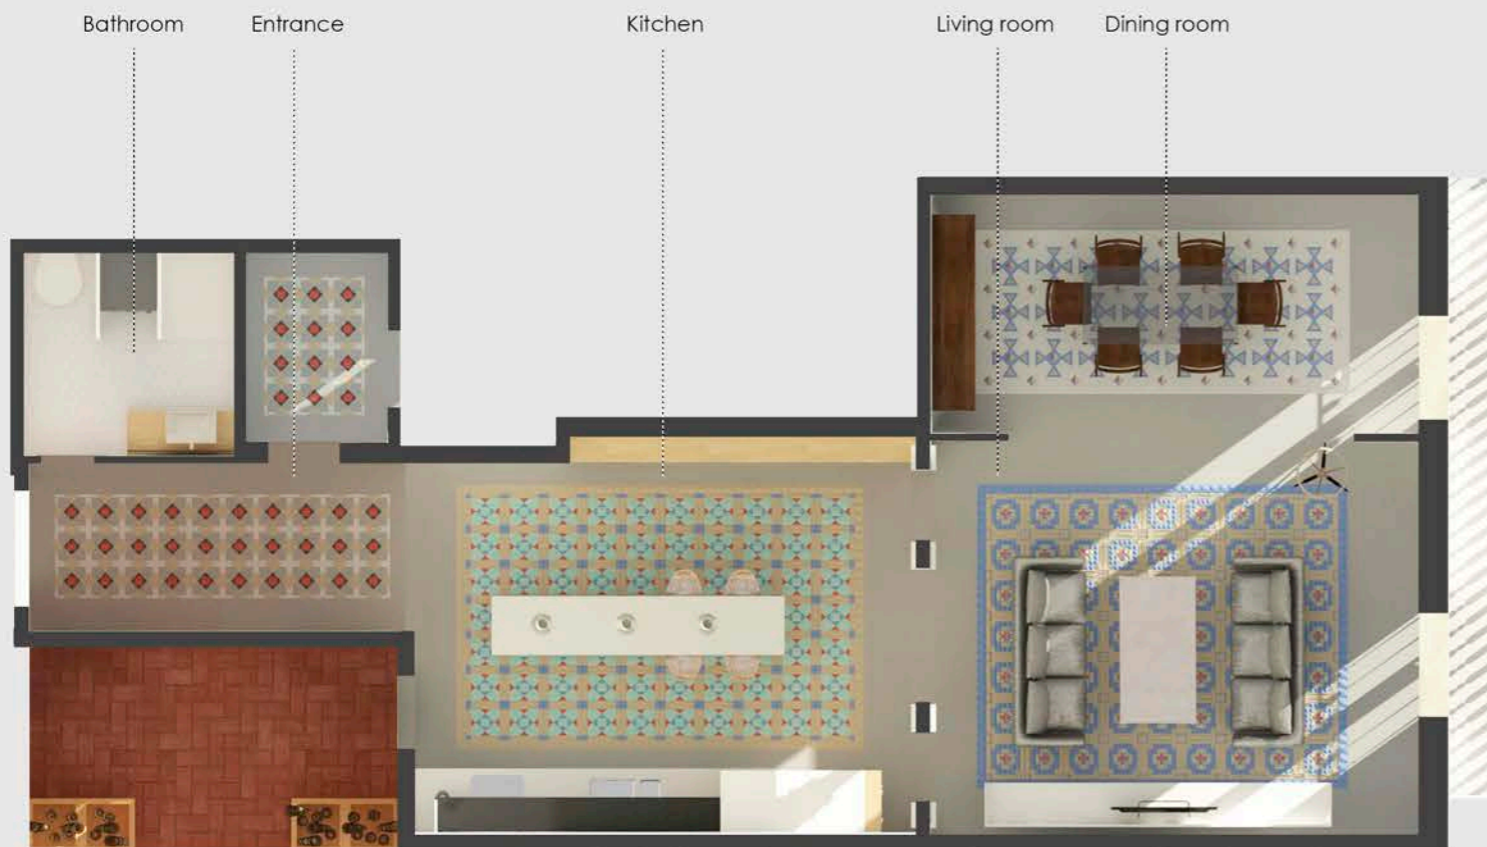 Bathroom
Entrance
Kitchen
Living room
Dining room